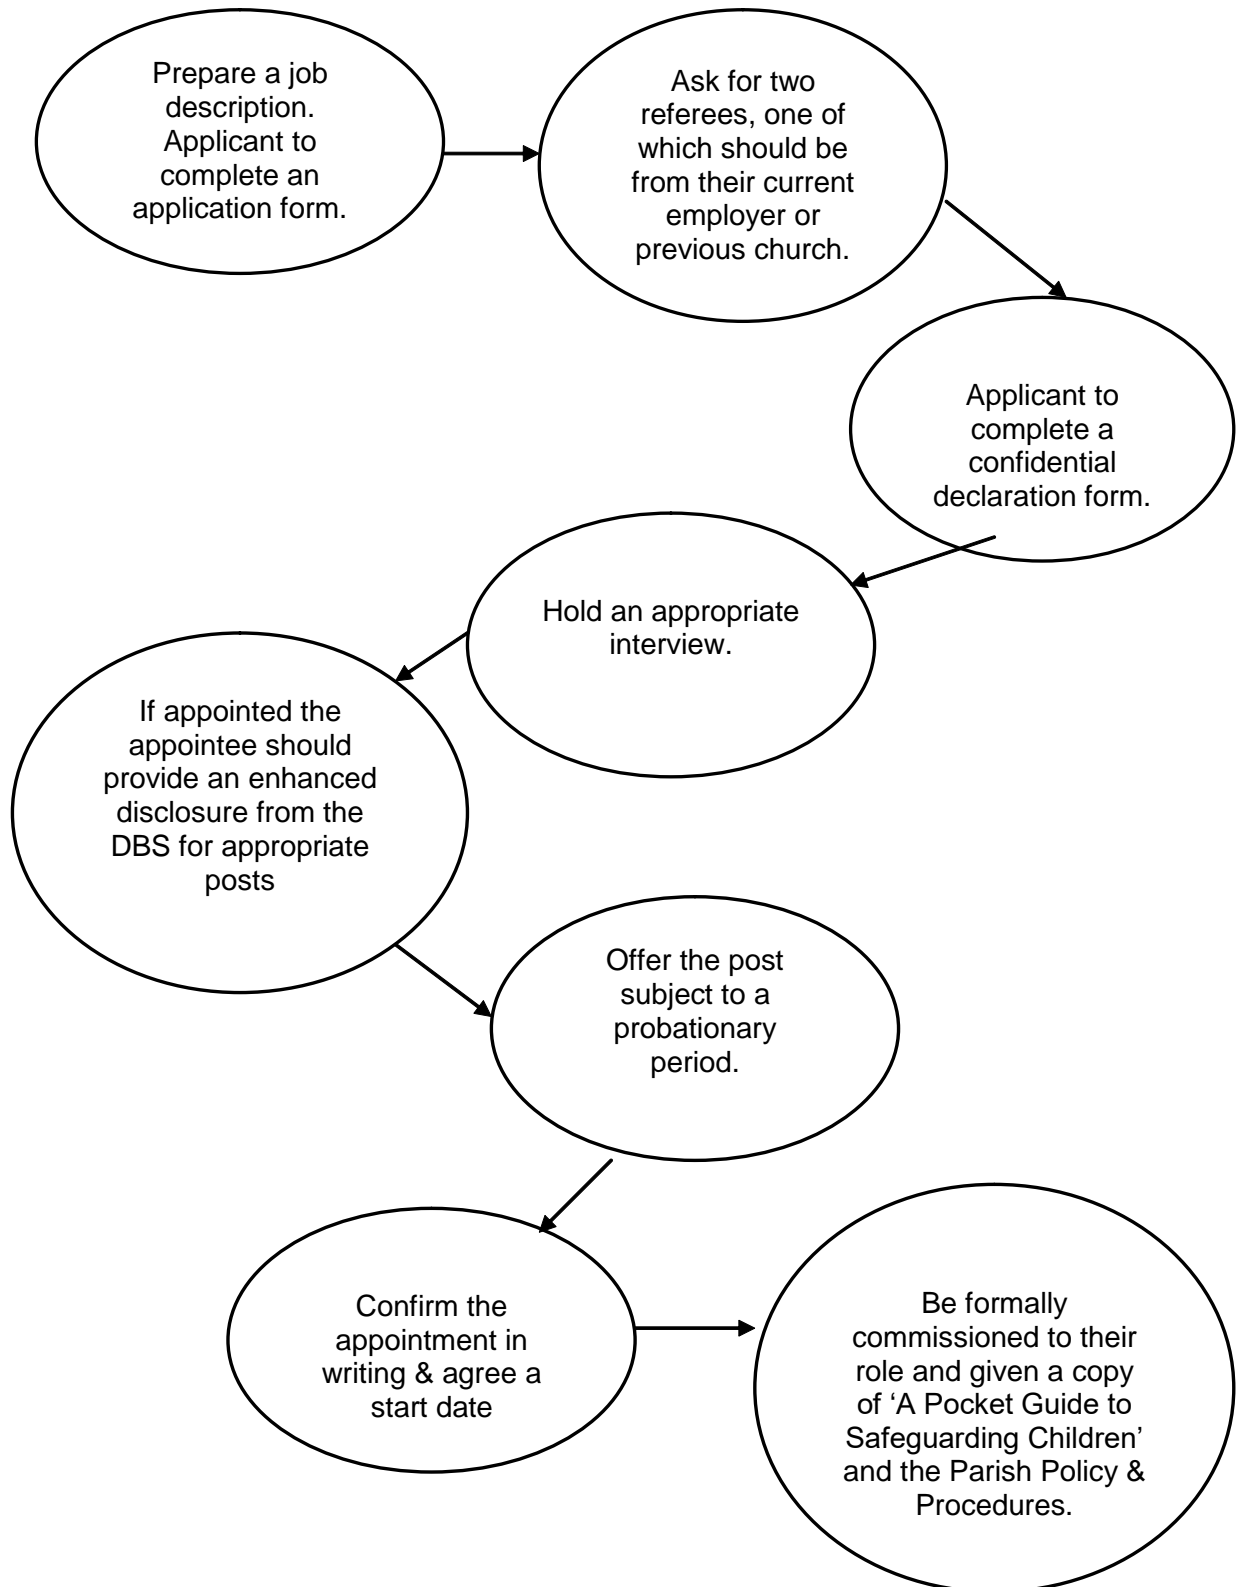 Prepare a job
description.
Applicant to
complete an
application form.
Ask for two
referees, one of
which should be
from their current
employer or
previous church.
Applicant to
complete a
confidential
declaration form.
Hold an appropriate
interview.
If appointed the
appointee should
provide an enhanced
disclosure from the
DBS for appropriate
posts
Offer the post
subject to a
probationary
period.
Confirm the
appointment in
writing & agree a
start date
Be formally
commissioned to their
role and given a copy
of ‘A Pocket Guide to
Safeguarding Children’
and the Parish Policy &
Procedures.